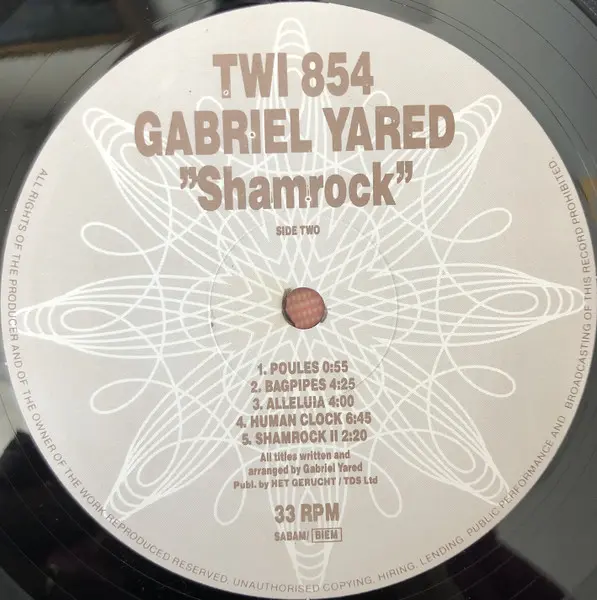 TWI 854
GABRIEL YARED
"Shamrock"
SIDE TWO
1. POULES 0:55
2. BAGPIPES 4:25
3. ALLELUIA 4:00
4. HUMAN CLOCK 6:45
5. SHAMROCK II 2:20
All titles written and
arranged by Gabriel Yared
Publ. by HET GERUCHT / TDS Ltd
33 RPM
SABAM/ BIEM
ALL RIGHTS OF THE PRODUCER AND OF THE OWNER OF THE WORK REPRODUCED RESERVED. UNAUTHORISED COPYING, HIRING, LENDING, PUBLIC PERFORMANCE AND BROADCASTING OF THIS RECORD PROHIBITED.